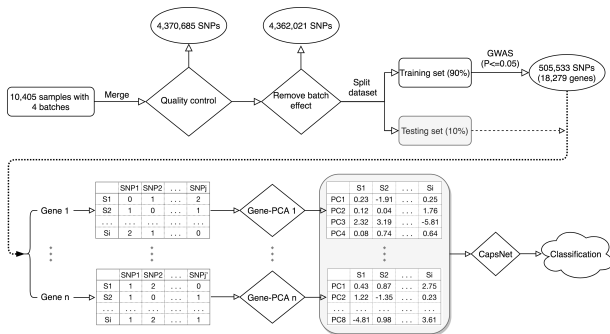 4,370,685 SNPs
4,362,021 SNPs
10,405 samples with
4 batches
Merge
Quality control
Remove batch
effect
Split
dataset
Training set (90%)
GWAS
(P<=0.05)
505,533 SNPs
(18,279 genes)
Testing set (10%)
Gene 1
SNP1 SNP2 . . . SNPj
S1 0 1 . . . 2
S2 1 0 . . . 1
. . . . . . . . . . . . . . .
Si 2 1 . . . 0
Gene-PCA 1
S1 S2 . . . Si
PC1 0.23 -1.91 . . . 0.25
PC2 0.12 0.04 . . . 1.76
PC3 2.32 3.19 . . . -5.81
PC4 0.08 0.74 . . . 0.64
Gene n
SNP1 SNP2 . . . SNPj'
S1 1 2 . . . 0
S2 1 0 . . . 1
. . . . . . . . . . . . . . .
Si 1 2 . . . 1
Gene-PCA n
S1 S2 . . . Si
PC1 0.43 0.87 . . . 2.75
PC2 1.22 -1.35 . . . 0.23
. . . . . . . . . . . . . . .
PC8 -4.81 0.98 . . . 3.61
CapsNet
Classification